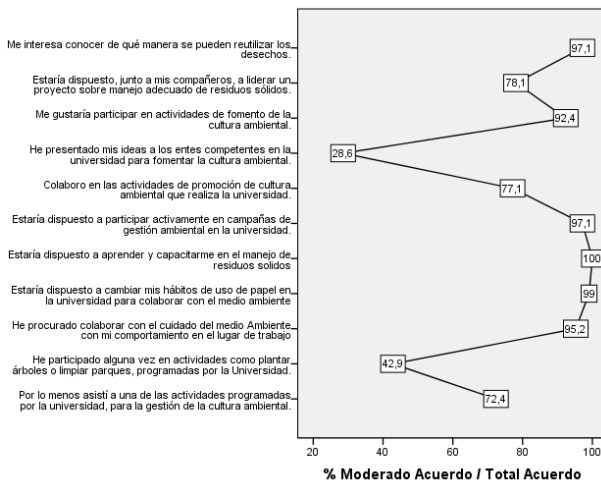 Me interesa conocer de qué manera se pueden reutilizar los
desechos.
97,1
Estaría dispuesto, junto a mis compañeros, a liderar un
proyecto sobre manejo adecuado de residuos sólidos.
78,1
Me gustaría participar en actividades de fomento de la
cultura ambiental.
92,4
He presentado mis ideas a los entes competentes en la
universidad para fomentar la cultura ambiental.
28,6
Colaboro en las actividades de promoción de cultura
ambiental que realiza la universidad.
77,1
Estaría dispuesto a participar activamente en campañas de
gestión ambiental en la universidad.
97,1
Estaría dispuesto a aprender y capacitarme en el manejo de
residuos solidos
100
Estaría dispuesto a cambiar mis hábitos de uso de papel en
la universidad para colaborar con el medio ambiente
99
He procurado colaborar con el cuidado del medio Ambiente
con mi comportamiento en el lugar de trabajo
95,2
He participado alguna vez en actividades como plantar
árboles o limpiar parques, programadas por la Universidad.
42,9
Por lo menos asistí a una de las actividades programadas
por la universidad, para la gestión de la cultura ambiental.
72,4
20 40 60 80 100
% Moderado Acuerdo / Total Acuerdo